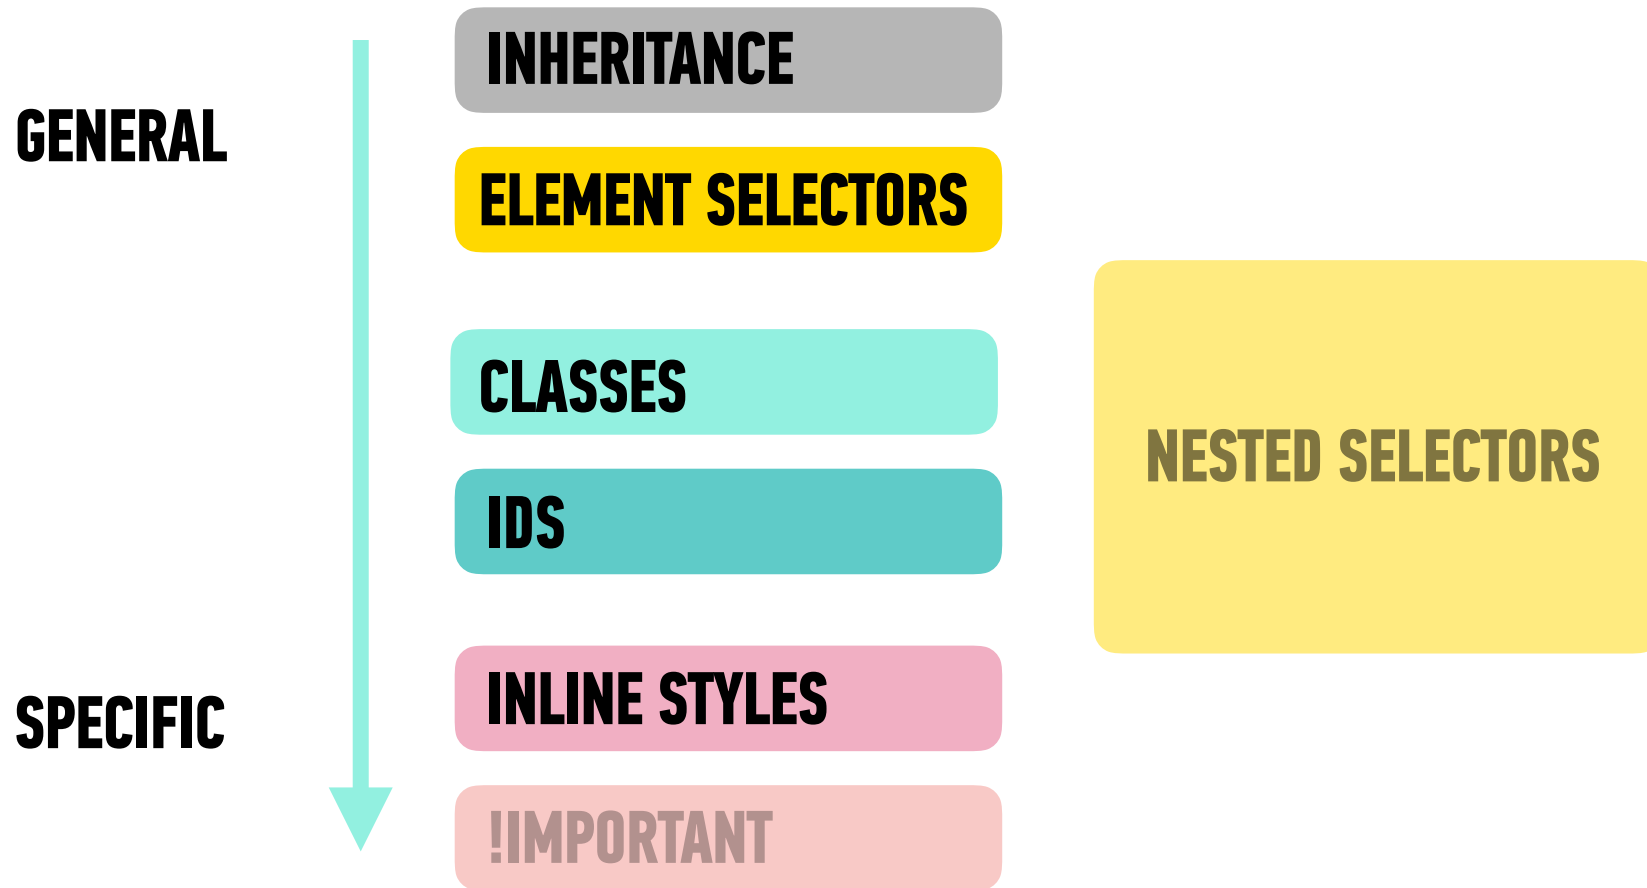 INHERITANCE
GENERAL
ELEMENT SELECTORS
CLASSES
NESTED SELECTORS
IDS
INLINE STYLES
SPECIFIC
!IMPORTANT